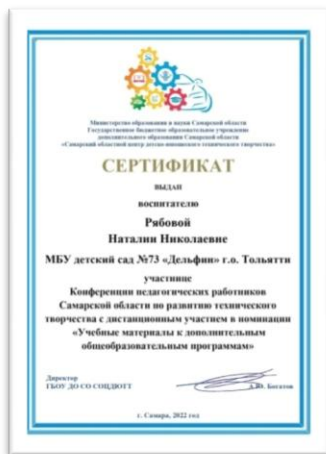 Министерство образования и науки Самарской области
Государственное бюджетное образовательное учреждение
дополнительного образования Самарской области
«Самарский областной центр детско-юношеского технического творчества»
СЕРТИФИКАТ
выдан
воспитателю
Рябовой
Наталии Николаевне
МБУ детский сад №73 «Дельфин» г.о. Тольятти
участнице
Конференции педагогических работников
Самарской области по развитию технического
творчества с дистанционным участием в номинации
«Учебные материалы к дополнительным
общеобразовательным программам»
Директор
ГБОУ ДО СО СОЦДЮТТ
А.Ю. Богатов
г. Самара, 2022 год